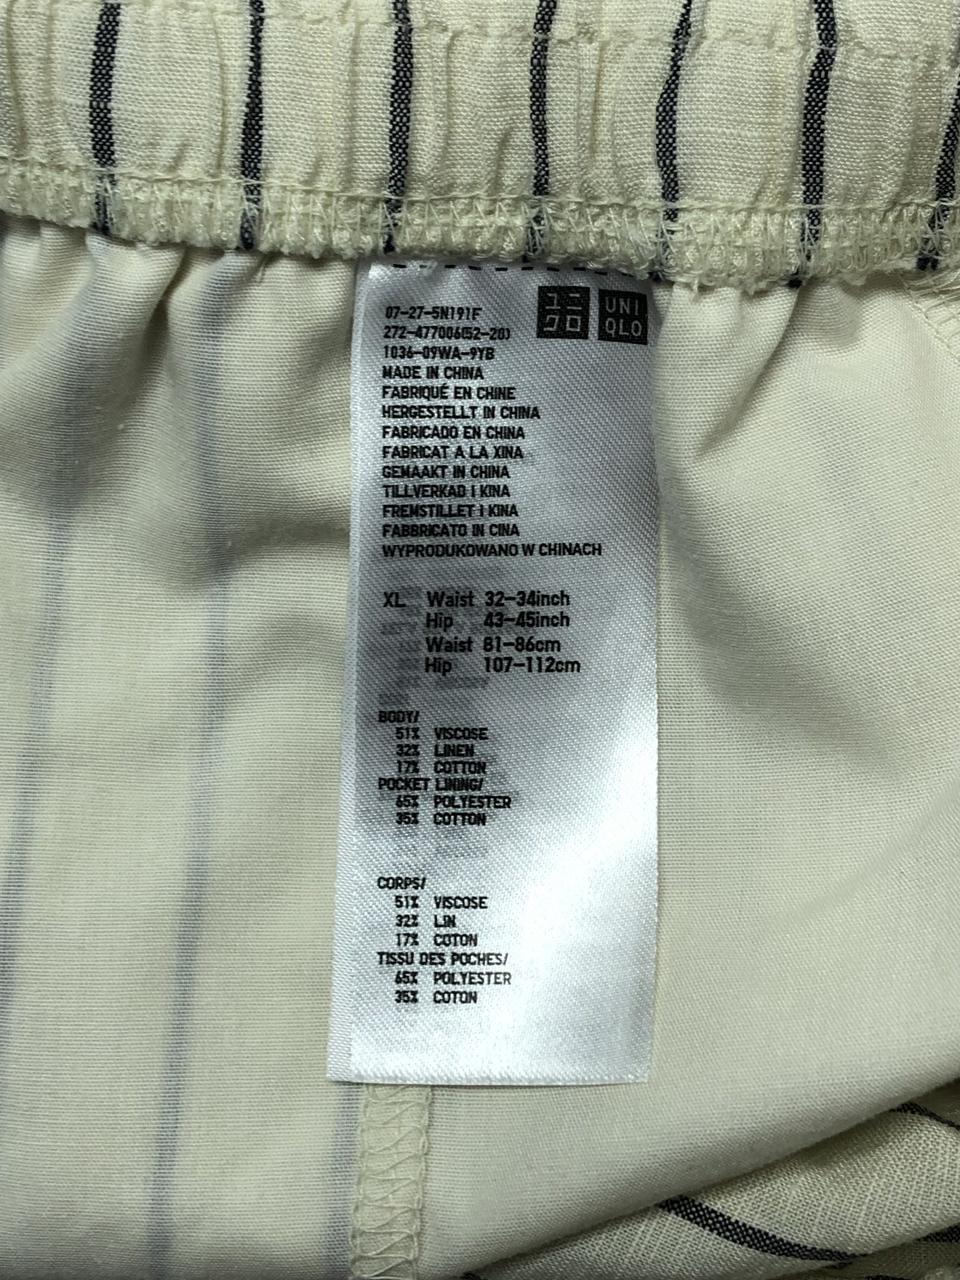 ユニ
クロ
UNI
QLO
07-27-5N191F
272-477006(52-20)
1036-09WA-9YB
MADE IN CHINA
FABRIQUÉ EN CHINE
HERGESTELLT IN CHINA
FABRICADO EN CHINA
FABRICAT A LA XINA
GEMAAKT IN CHINA
TILLVERKAD I KINA
FREMSTILLET I KINA
FABBRICATO IN CINA
WYPRODUKOWANO W CHINACH
XL Waist 32-34inch
Hip 43-45inch
Waist 81-86cm
Hip 107-112cm
BODY/
51% VISCOSE
32% LINEN
17% COTTON
POCKET LINING/
65% POLYESTER
35% COTTON
CORPS/
51% VISCOSE
32% LIN
17% COTON
TISSU DES POCHES/
65% POLYESTER
35% COTON